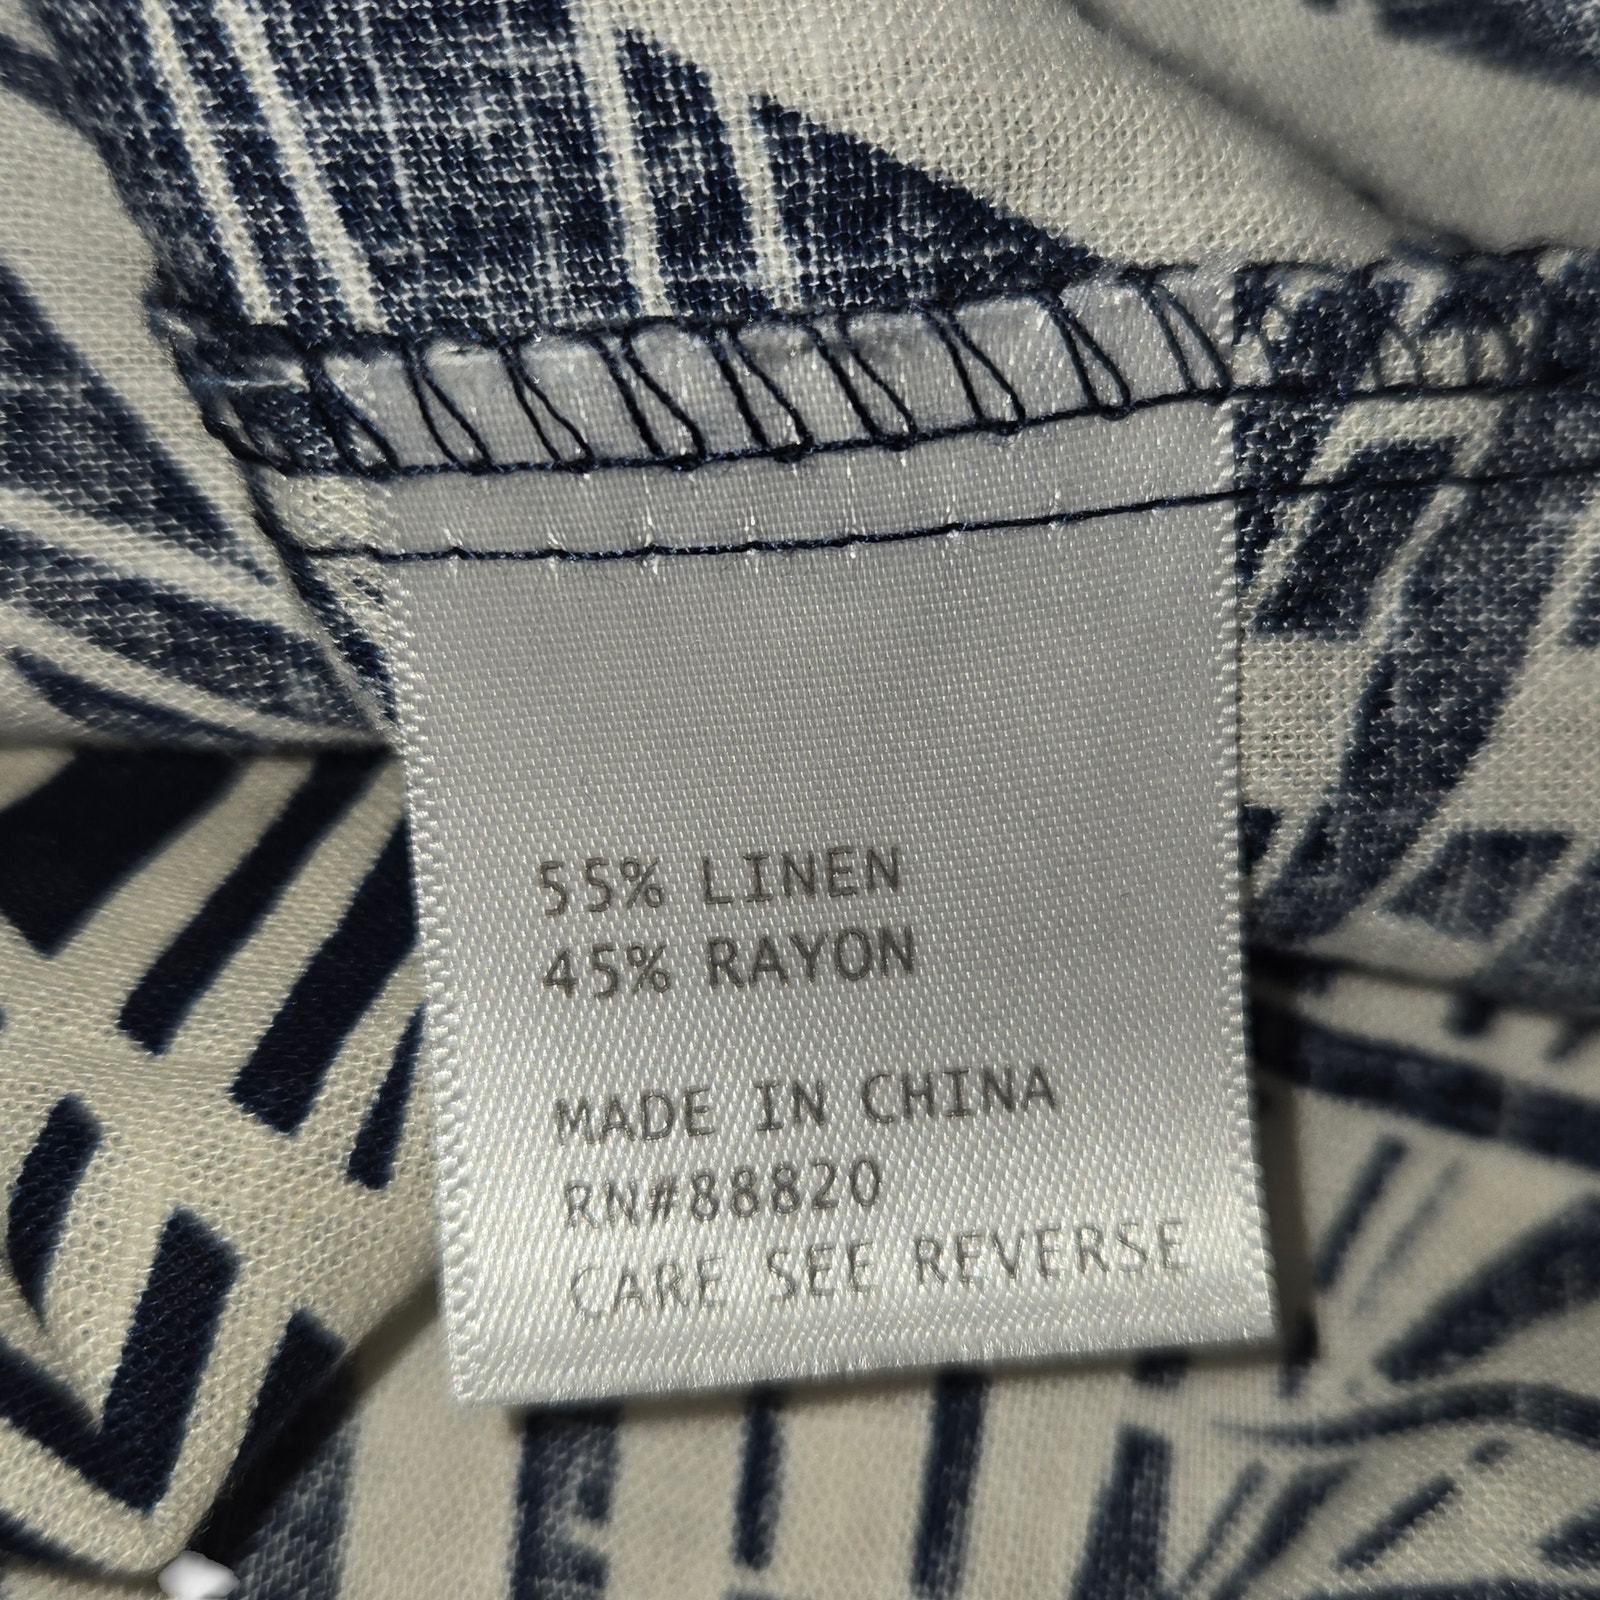 55% LINEN
45% RAYON
MADE IN CHINA
RN#88820
CARE SEE REVERSE